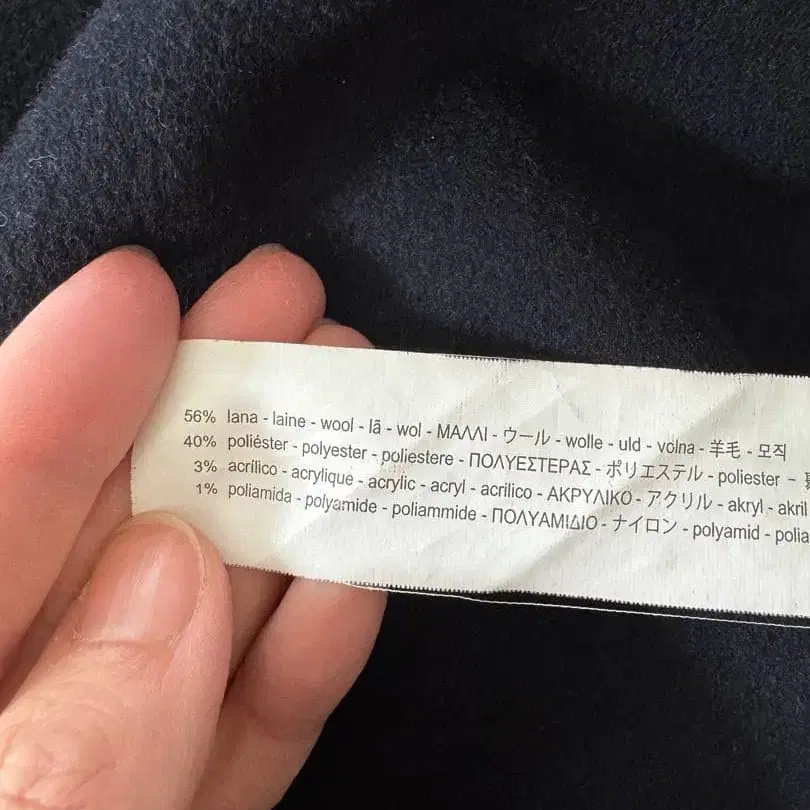 56% lana - laine - wool - lã - wol - ΜΑΛΛΙ - ウール - wolle - uld - volna - 羊毛 - 모직
40% poliéster - polyester - poliestere - ΠΟΛΥΕΣΤΕΡΑΣ - ポリエステル - poliester -
3% acrílico - acrylique - acrylic - acryl - acrilico - ΑΚΡΥΛΙΚΟ - アクリル - akryl - akril
1% poliamida - polyamide - poliammide - ΠΟΛΥΑΜΙΔΙΟ - ナイロン - polyamid - polia